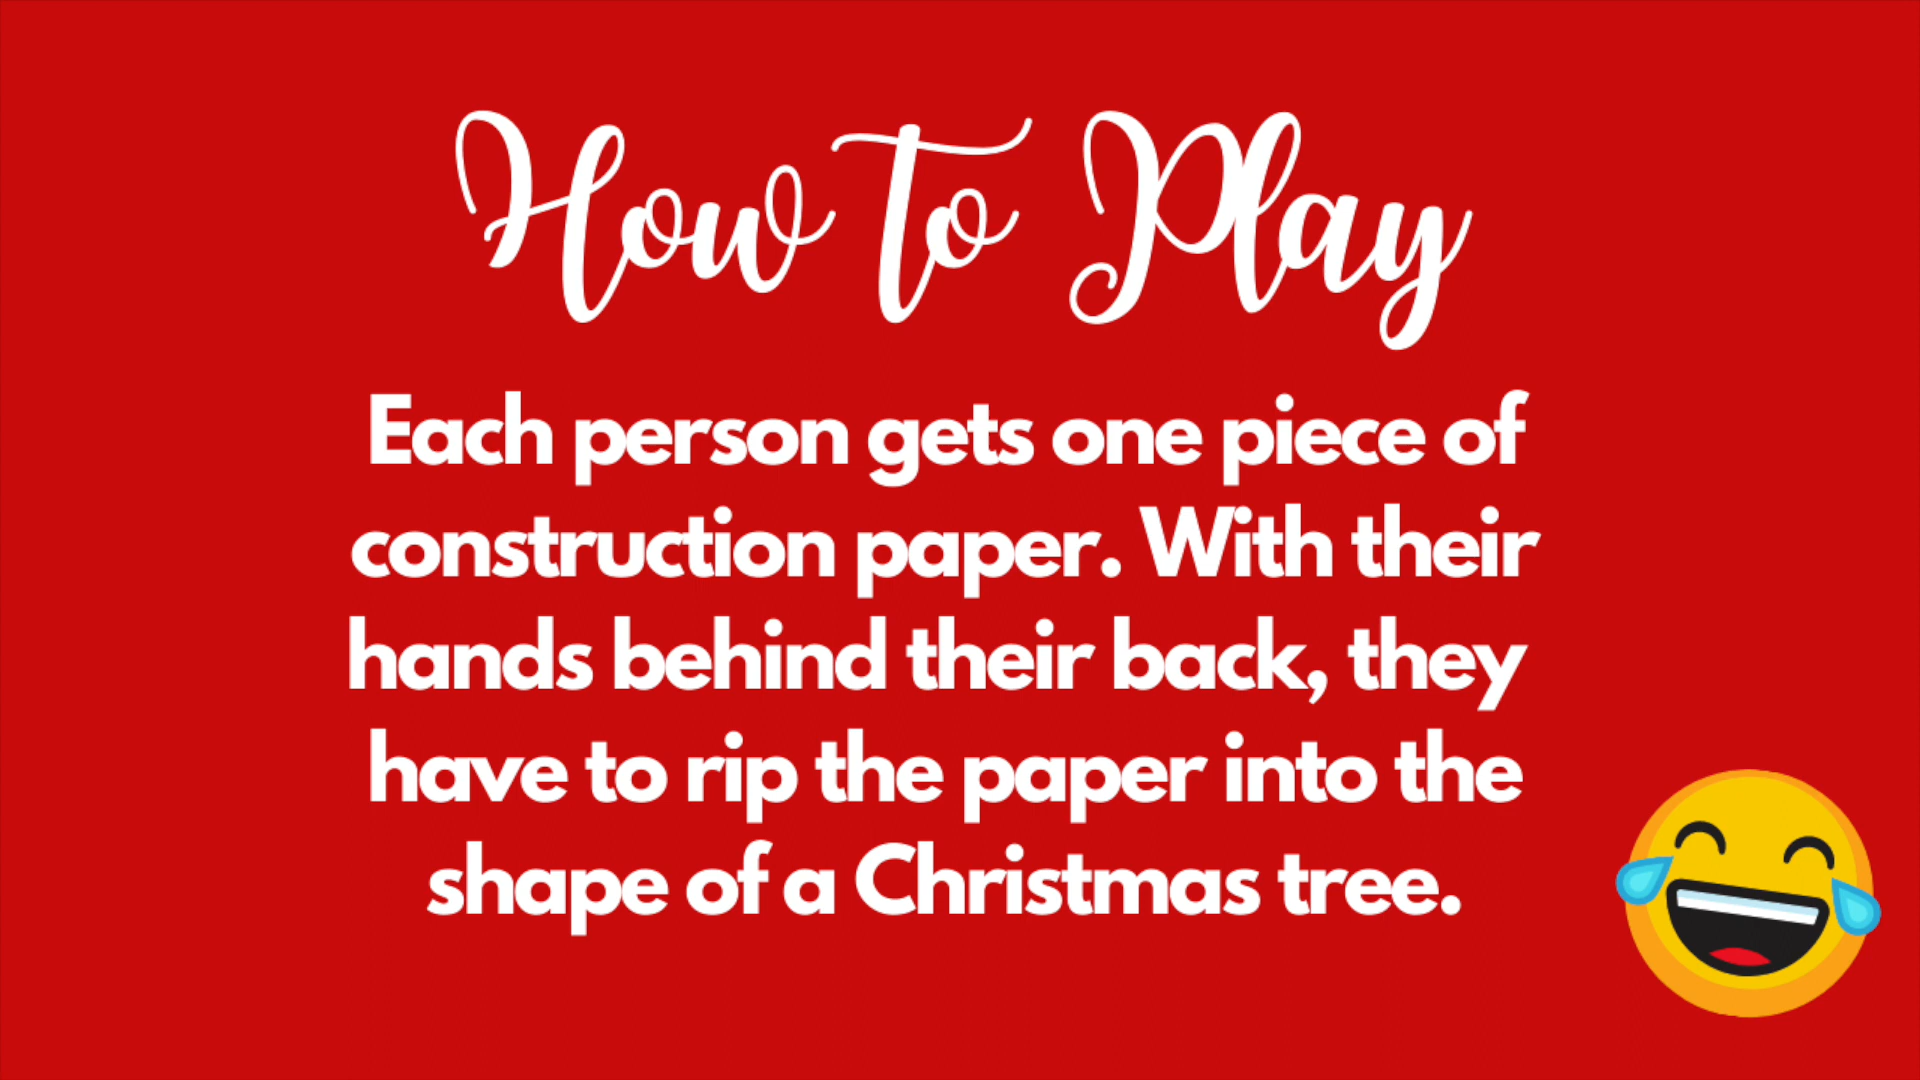 How To Play
Each person gets one piece of
construction paper. With their
hands behind their back, they
have to rip the paper into the
shape of a Christmas tree.